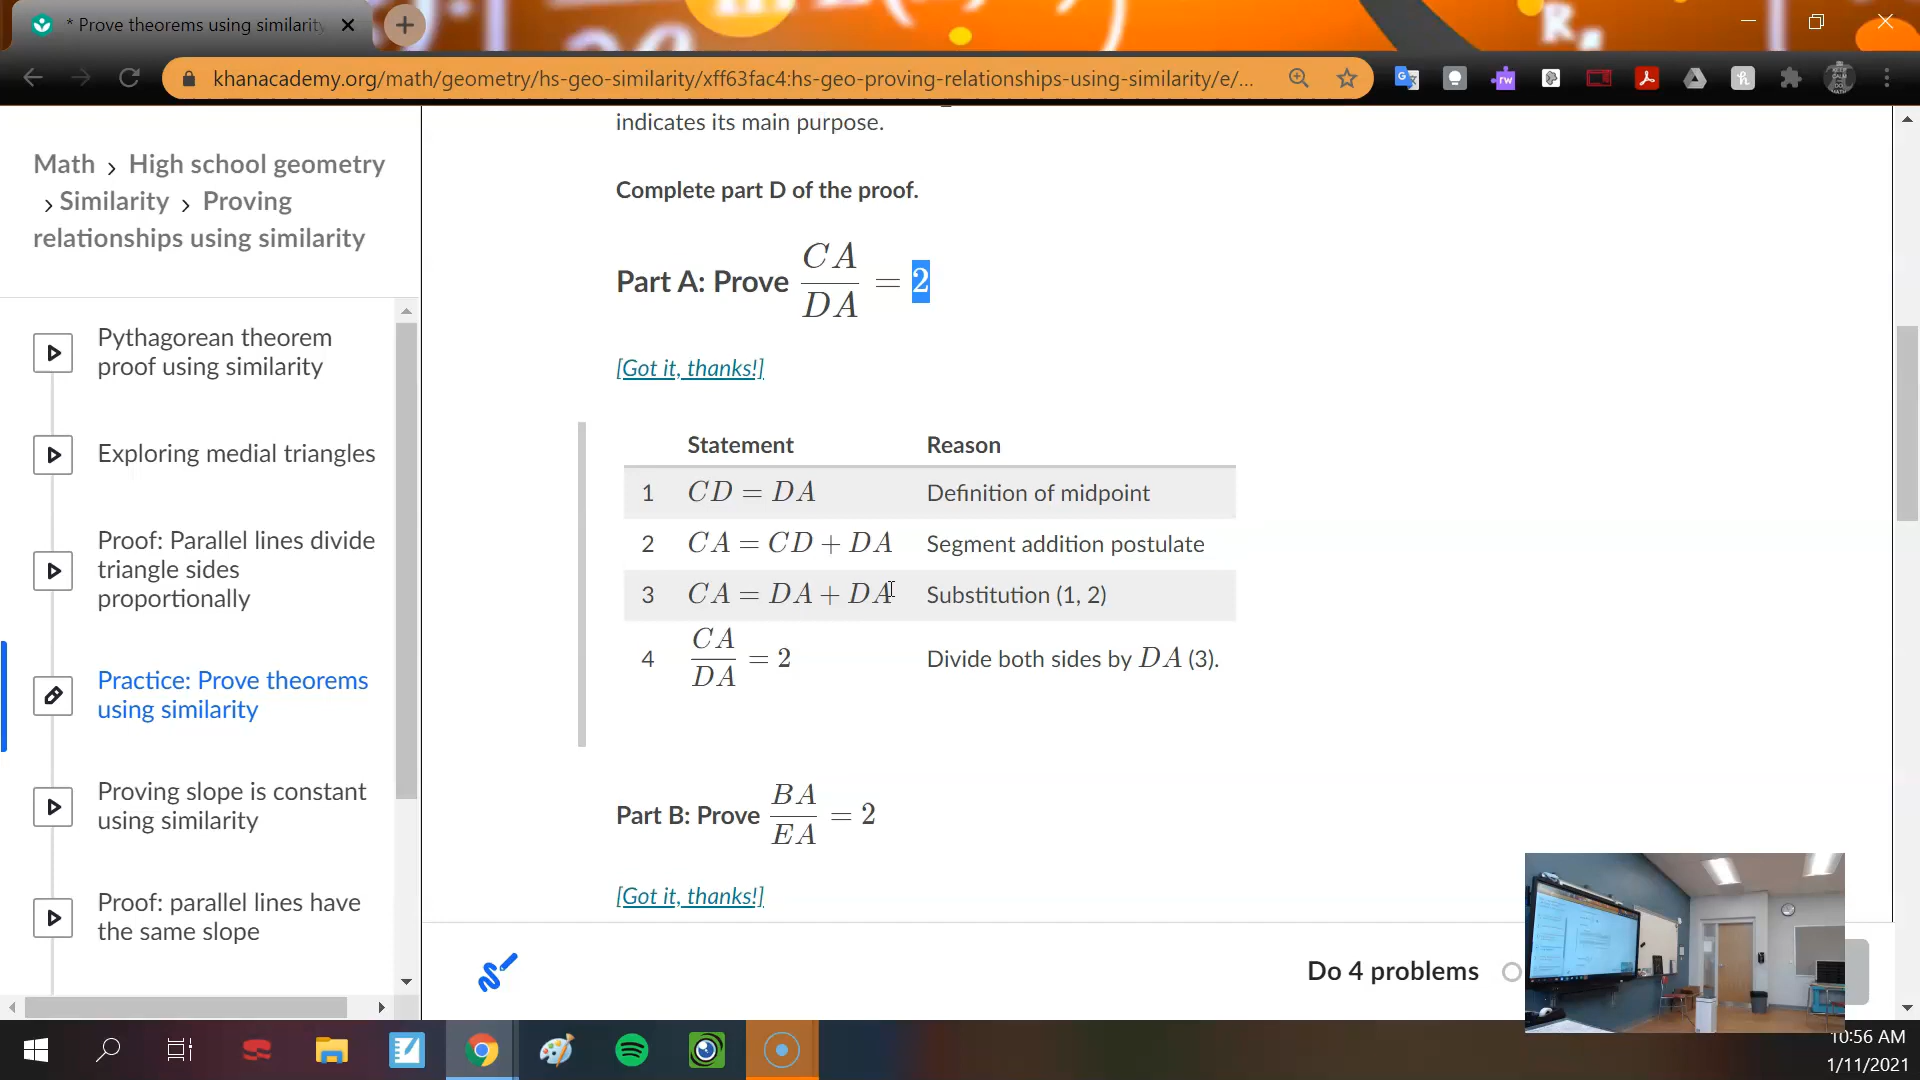 * Prove theorems using similarity
khanacademy.org/math/geometry/hs-geo-similarity/xff63fac4:hs-geo-proving-relationships-using-similarity/e/...
rw
Math > High school geometry
> Similarity > Proving
relationships using similarity
Pythagorean theorem
proof using similarity
Exploring medial triangles
Proof: Parallel lines divide
triangle sides
proportionally
Practice: Prove theorems
using similarity
Proving slope is constant
using similarity
Proof: parallel lines have
the same slope
indicates its main purpose.
Complete part D of the proof.
Part A: Prove CA/DA = 2
[Got it, thanks!]
Statement Reason
1 CD = DA Definition of midpoint
2 CA = CD + DA Segment addition postulate
3 CA = DA + DA Substitution (1, 2)
4 CA/DA = 2 Divide both sides by DA (3).
Part B: Prove BA/EA = 2
[Got it, thanks!]
Do 4 problems
10:56 AM
1/11/2021